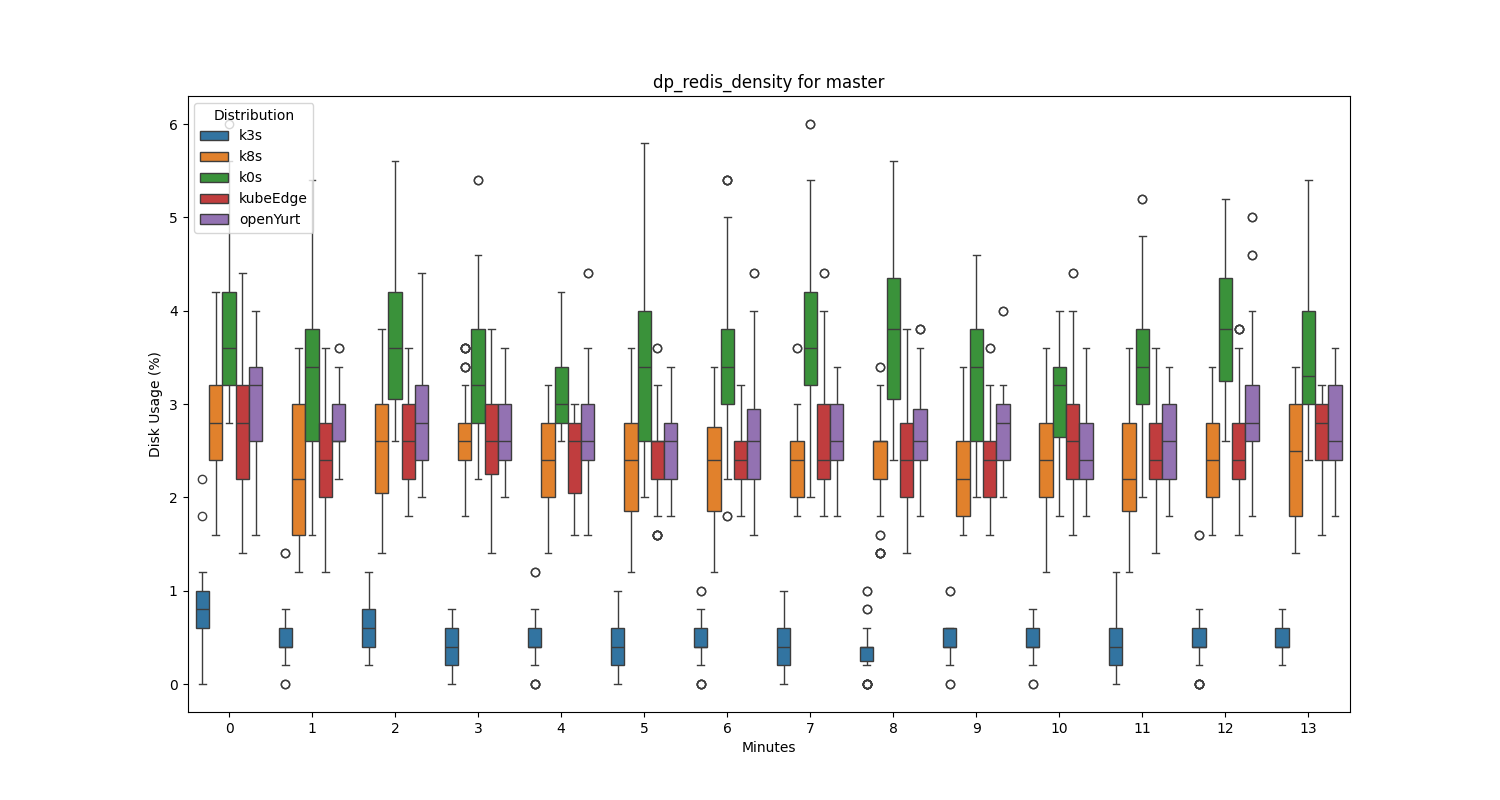 dp_redis_density for master
Distribution
k3s
k8s
k0s
kubeEdge
openYurt
Disk Usage (%)
6
5
4
3
2
1
0
0 1 2 3 4 5 6 7 8 9 10 11 12 13
Minutes